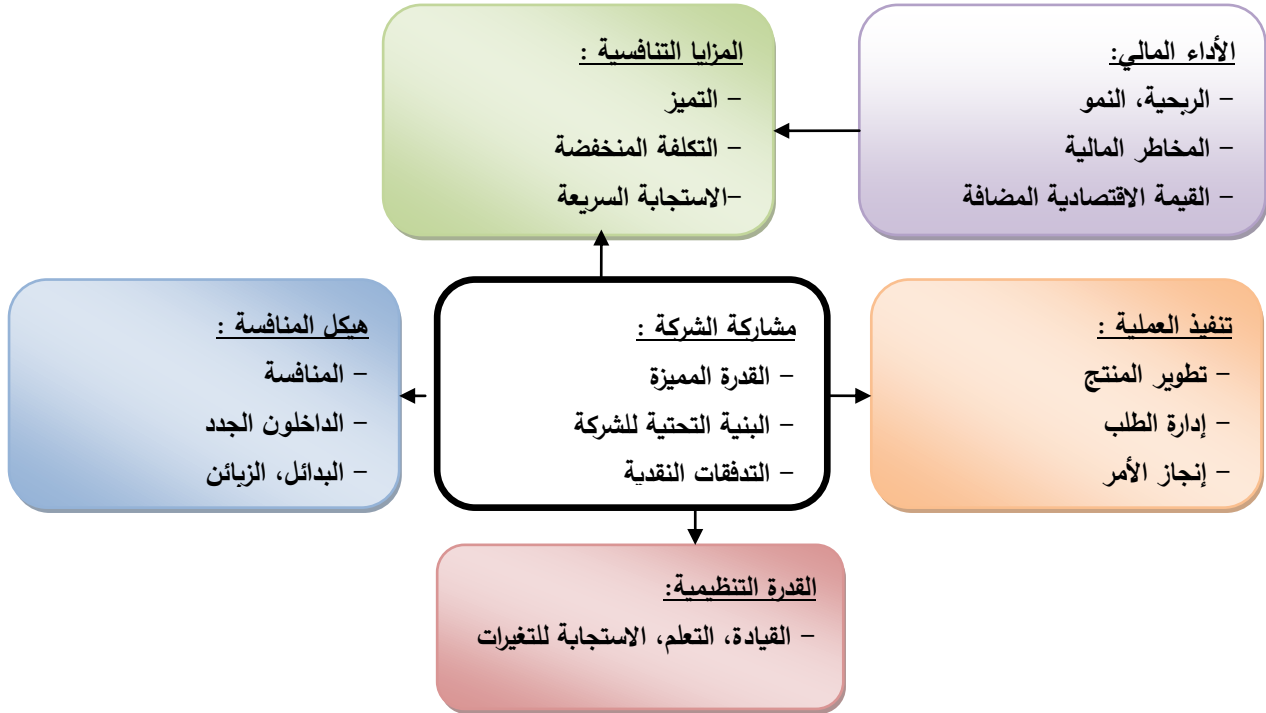 الأداء المالي:
- الربحية، النمو
- المخاطر المالية
- القيمة الاقتصادية المضافة
المزايا التنافسية :
- التميز
- التكلفة المنخفضة
-الاستجابة السريعة
تنفيذ العملية :
- تطوير المنتج
- إدارة الطلب
- إنجاز الأمر
مشاركة الشركة :
- القدرة المميزة
- البنية التحتية للشركة
- التدفقات النقدية
هيكل المنافسة :
- المنافسة
- الداخلون الجدد
- البدائل، الزبائن
القدرة التنظيمية:
- القيادة، التعلم، الاستجابة للتغيرات